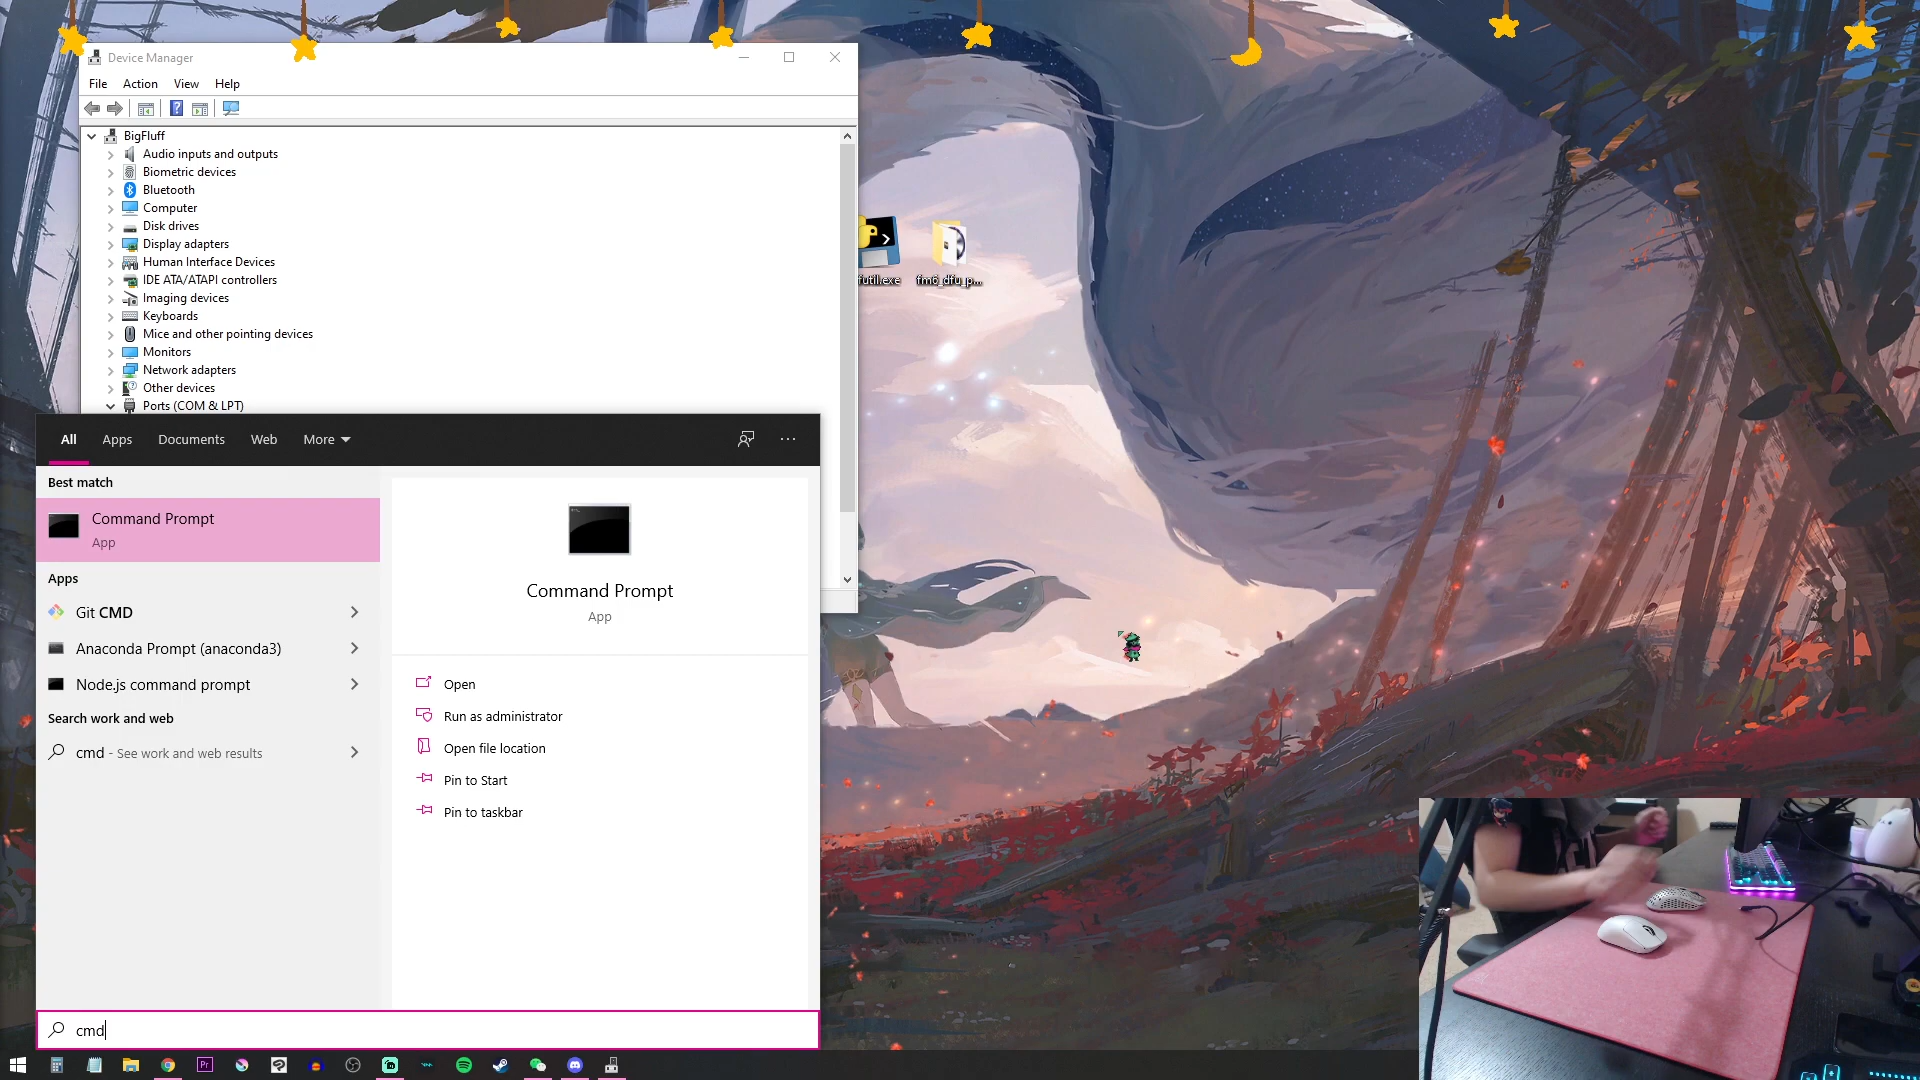 Device Manager
File Action View Help
BigFluff
Audio inputs and outputs
Biometric devices
Bluetooth
Computer
Disk drives
Display adapters
Human Interface Devices
IDE ATA/ATAPI controllers
Imaging devices
Keyboards
Mice and other pointing devices
Monitors
Network adapters
Other devices
Ports (COM & LPT)
futil.exe
fm6_dfu_p...
All Apps Documents Web More
Best match
Command Prompt
App
Apps
Git CMD
Anaconda Prompt (anaconda3)
Node.js command prompt
Search work and web
cmd - See work and web results
Command Prompt
App
Open
Run as administrator
Open file location
Pin to Start
Pin to taskbar
cmd
Pr